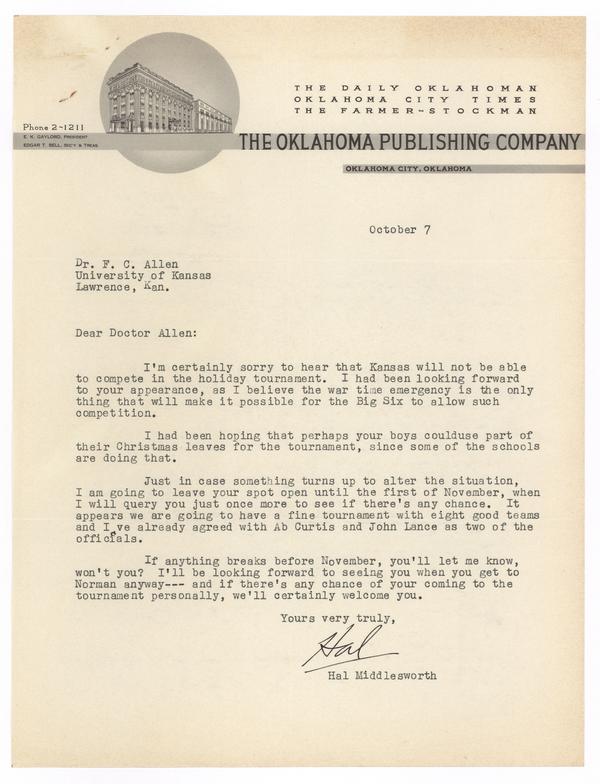 THE DAILY OKLAHOMAN
OKLAHOMA CITY TIMES
THE FARMER-STOCKMAN
Phone 2-1211
E. K. GAYLORD, PRESIDENT
EDGAR T. BELL, SEC'Y & TREAS.
THE OKLAHOMA PUBLISHING COMPANY
OKLAHOMA CITY, OKLAHOMA
October 7
Dr. F. C. Allen
University of Kansas
Lawrence, Kan.
Dear Doctor Allen:
I'm certainly sorry to hear that Kansas will not be able
to compete in the holiday tournament. I had been looking forward
to your appearance, as I believe the war time emergency is the only
thing that will make it possible for the Big Six to allow such
competition.
I had been hoping that perhaps your boys coulduse part of
their Christmas leaves for the tournament, since some of the schools
are doing that.
Just in case something turns up to alter the situation,
I am going to leave your spot open until the first of November, when
I will query you just once more to see if there's any chance. It
appears we are going to have a fine tournament with eight good teams
and I've already agreed with Ab Curtis and John Lance as two of the
officials.
If anything breaks before November, you'll let me know,
won't you? I'll be looking forward to seeing you when you get to
Norman anyway--- and if there's any chance of your coming to the
tournament personally, we'll certainly welcome you.
Yours very truly,
Hal
Hal Middlesworth